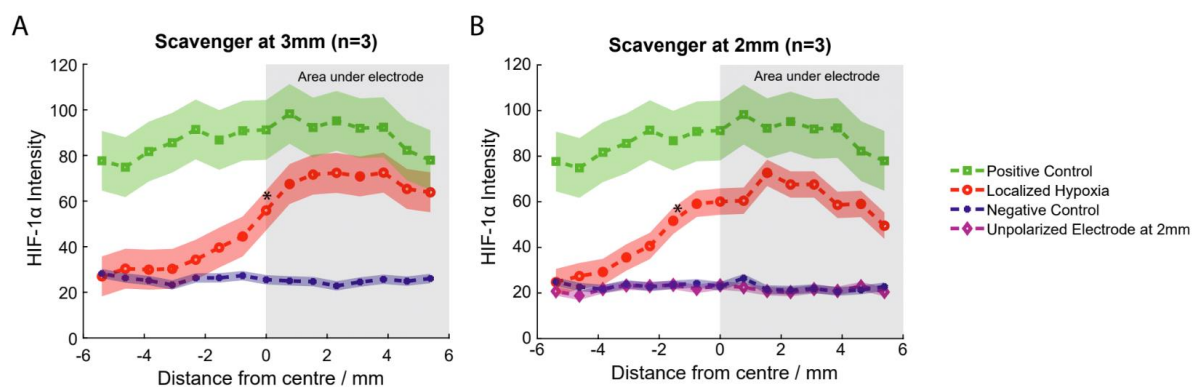 A
Scavenger at 3mm (n=3)
Area under electrode
120
100
80
60
40
20
0
HIF-1α Intensity
*
-6
-4
-2
0
2
4
6
Distance from centre / mm
B
Scavenger at 2mm (n=3)
Area under electrode
120
100
80
60
40
20
0
HIF-1α Intensity
*
-6
-4
-2
0
2
4
6
Distance from centre / mm
Positive Control
Localized Hypoxia
Negative Control
Unpolarized Electrode at 2mm